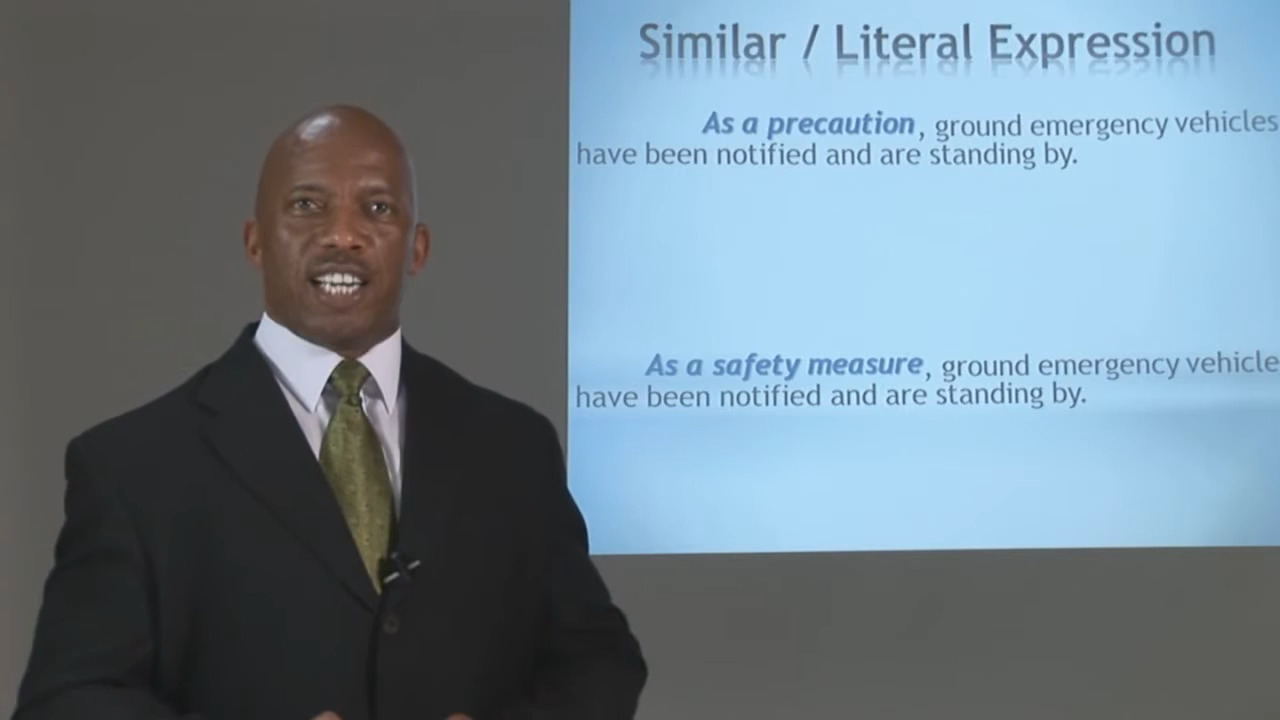 Similar / Literal Expression
As a precaution, ground emergency vehicles
have been notified and are standing by.
As a safety measure, ground emergency vehicle
have been notified and are standing by.